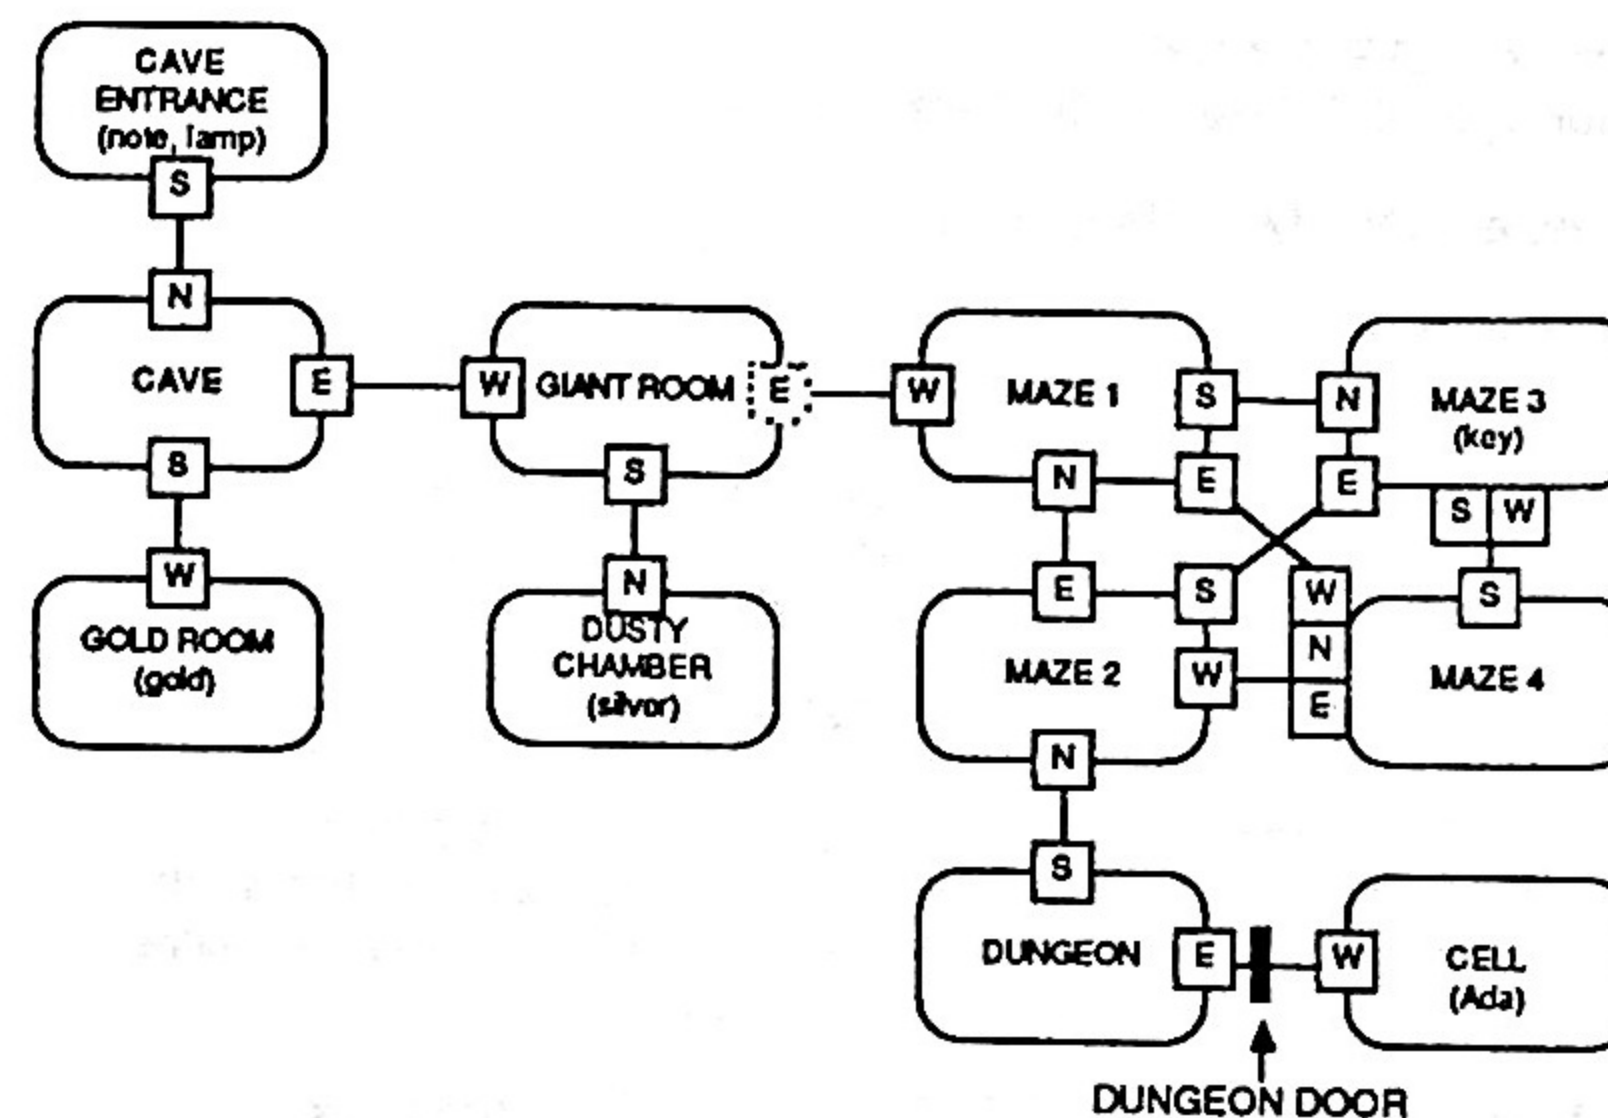 CAVE
ENTRANCE
(note, lamp)
S
N
CAVE
E
S
W
GOLD ROOM
(gold)
W
GIANT ROOM
E
S
N
DUSTY
CHAMBER
(silver)
W
MAZE 1
S
N
E
N
MAZE 3
(key)
E
S
W
E
S
MAZE 2
W
N
W
N
E
S
MAZE 4
S
DUNGEON
E
W
CELL
(Ada)
DUNGEON DOOR